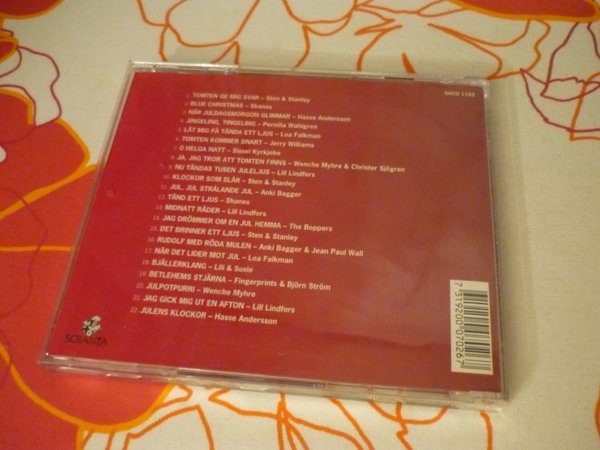 SACD 1102
1. TOMTEN GE MIG SVAR – Sten & Stanley
2. BLUE CHRISTMAS – Shanes
3. NÄR JULDAGSMORGON GLIMMAR – Hasse Andersson
4. JINGELING, TINGELING – Pernilla Wahlgren
5. LÅT MIG FÅ TÄNDA ETT LJUS – Loa Falkman
6. TOMTEN KOMMER SNART – Jerry Williams
7. O HELGA NATT – Sissel Kyrkjebø
8. JA, JAG TROR ATT TOMTEN FINNS – Wenche Myhre & Christer Sjögren
9. NU TÄNDAS TUSEN JULELJUS – Lill Lindfors
10. KLOCKOR SOM SLÅR – Sten & Stanley
11. JUL, JUL STRÅLANDE JUL – Anki Bagger
12. TÄND ETT LJUS – Shanes
13. MIDNATT RÅDER – Lill Lindfors
14. JAG DRÖMMER OM EN JUL HEMMA – The Boppers
15. DET BRINNER ETT LJUS – Sten & Stanley
16. RUDOLF MED RÖDA MULEN – Anki Bagger & Jean Paul Wall
17. NÄR DET LIDER MOT JUL – Loa Falkman
18. BJÄLLERKLANG – Lili & Susie
19. BETLEHEMS STJÄRNA – Fingerprints & Björn Ström
20. JULPOTPURRI – Wenche Myhre
21. JAG GICK MIG UT EN AFTON – Lill Lindfors
22. JULENS KLOCKOR – Hasse Andersson
SCRANTA
7 319200 070267